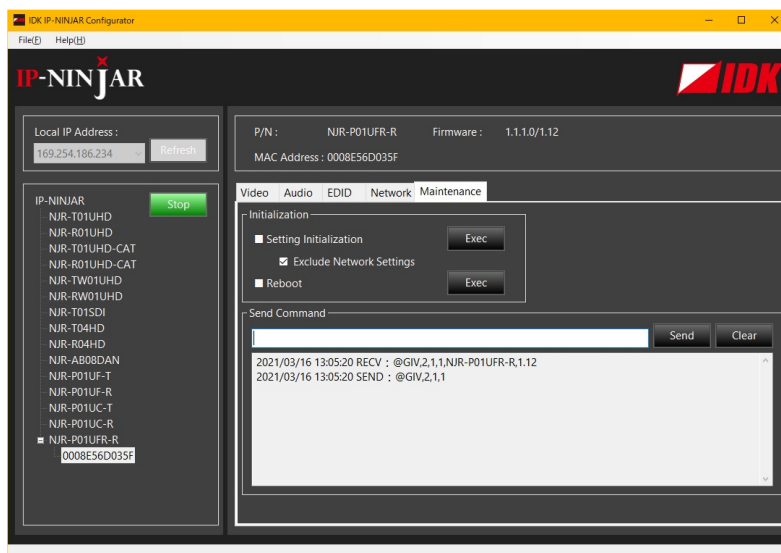 IDK IP-NINJAR Configurator
File(F) Help(H)
IP-NINJAR
IDK
Local IP Address :
169.254.186.234
Refresh
P/N : NJR-P01UFR-R Firmware : 1.1.1.0/1.12
MAC Address : 0008E56D035F
IP-NINJAR
Stop
NJR-T01UHD
NJR-R01UHD
NJR-T01UHD-CAT
NJR-R01UHD-CAT
NJR-TW01UHD
NJR-RW01UHD
NJR-T01SDI
NJR-T04HD
NJR-R04HD
NJR-AB08DAN
NJR-P01UF-T
NJR-P01UF-R
NJR-P01UC-T
NJR-P01UC-R
NJR-P01UFR-R
0008E56D035F
Video Audio EDID Network Maintenance
Initialization
Setting Initialization Exec
Exclude Network Settings
Reboot Exec
Send Command
Send Clear
2021/03/16 13:05:20 RECV : @GIV,2,1,1,NJR-P01UFR-R,1.12
2021/03/16 13:05:20 SEND : @GIV,2,1,1